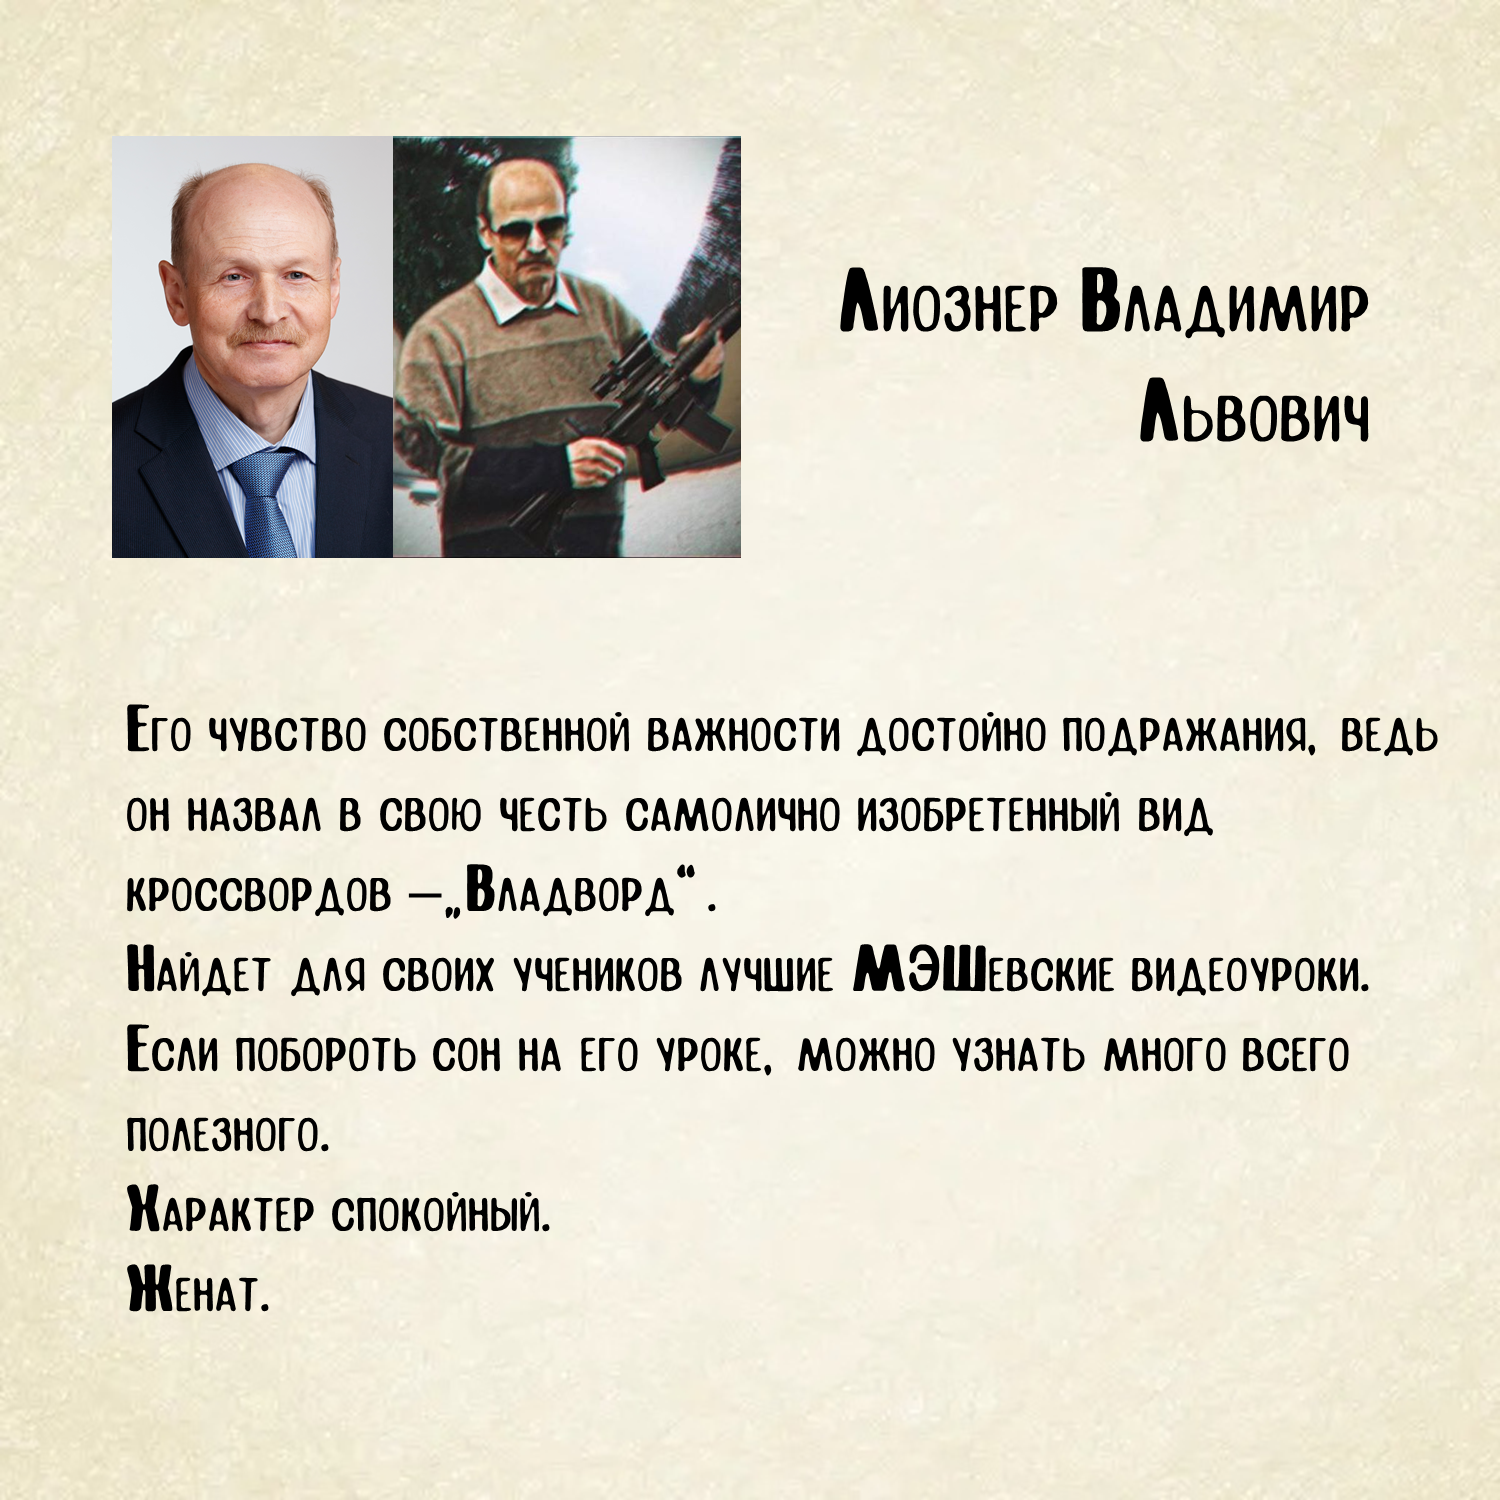 Лиознер Владимир
Львович
Его чувство собственной важности достойно подражания, ведь
он назвал в свою честь самолично изобретенный вид
кроссвордов –„Владворд“ .
Найдет для своих учеников лучшие МЭШевские видеоуроки.
Если побороть сон на его уроке, можно узнать много всего
полезного.
Характер спокойный.
Женат.